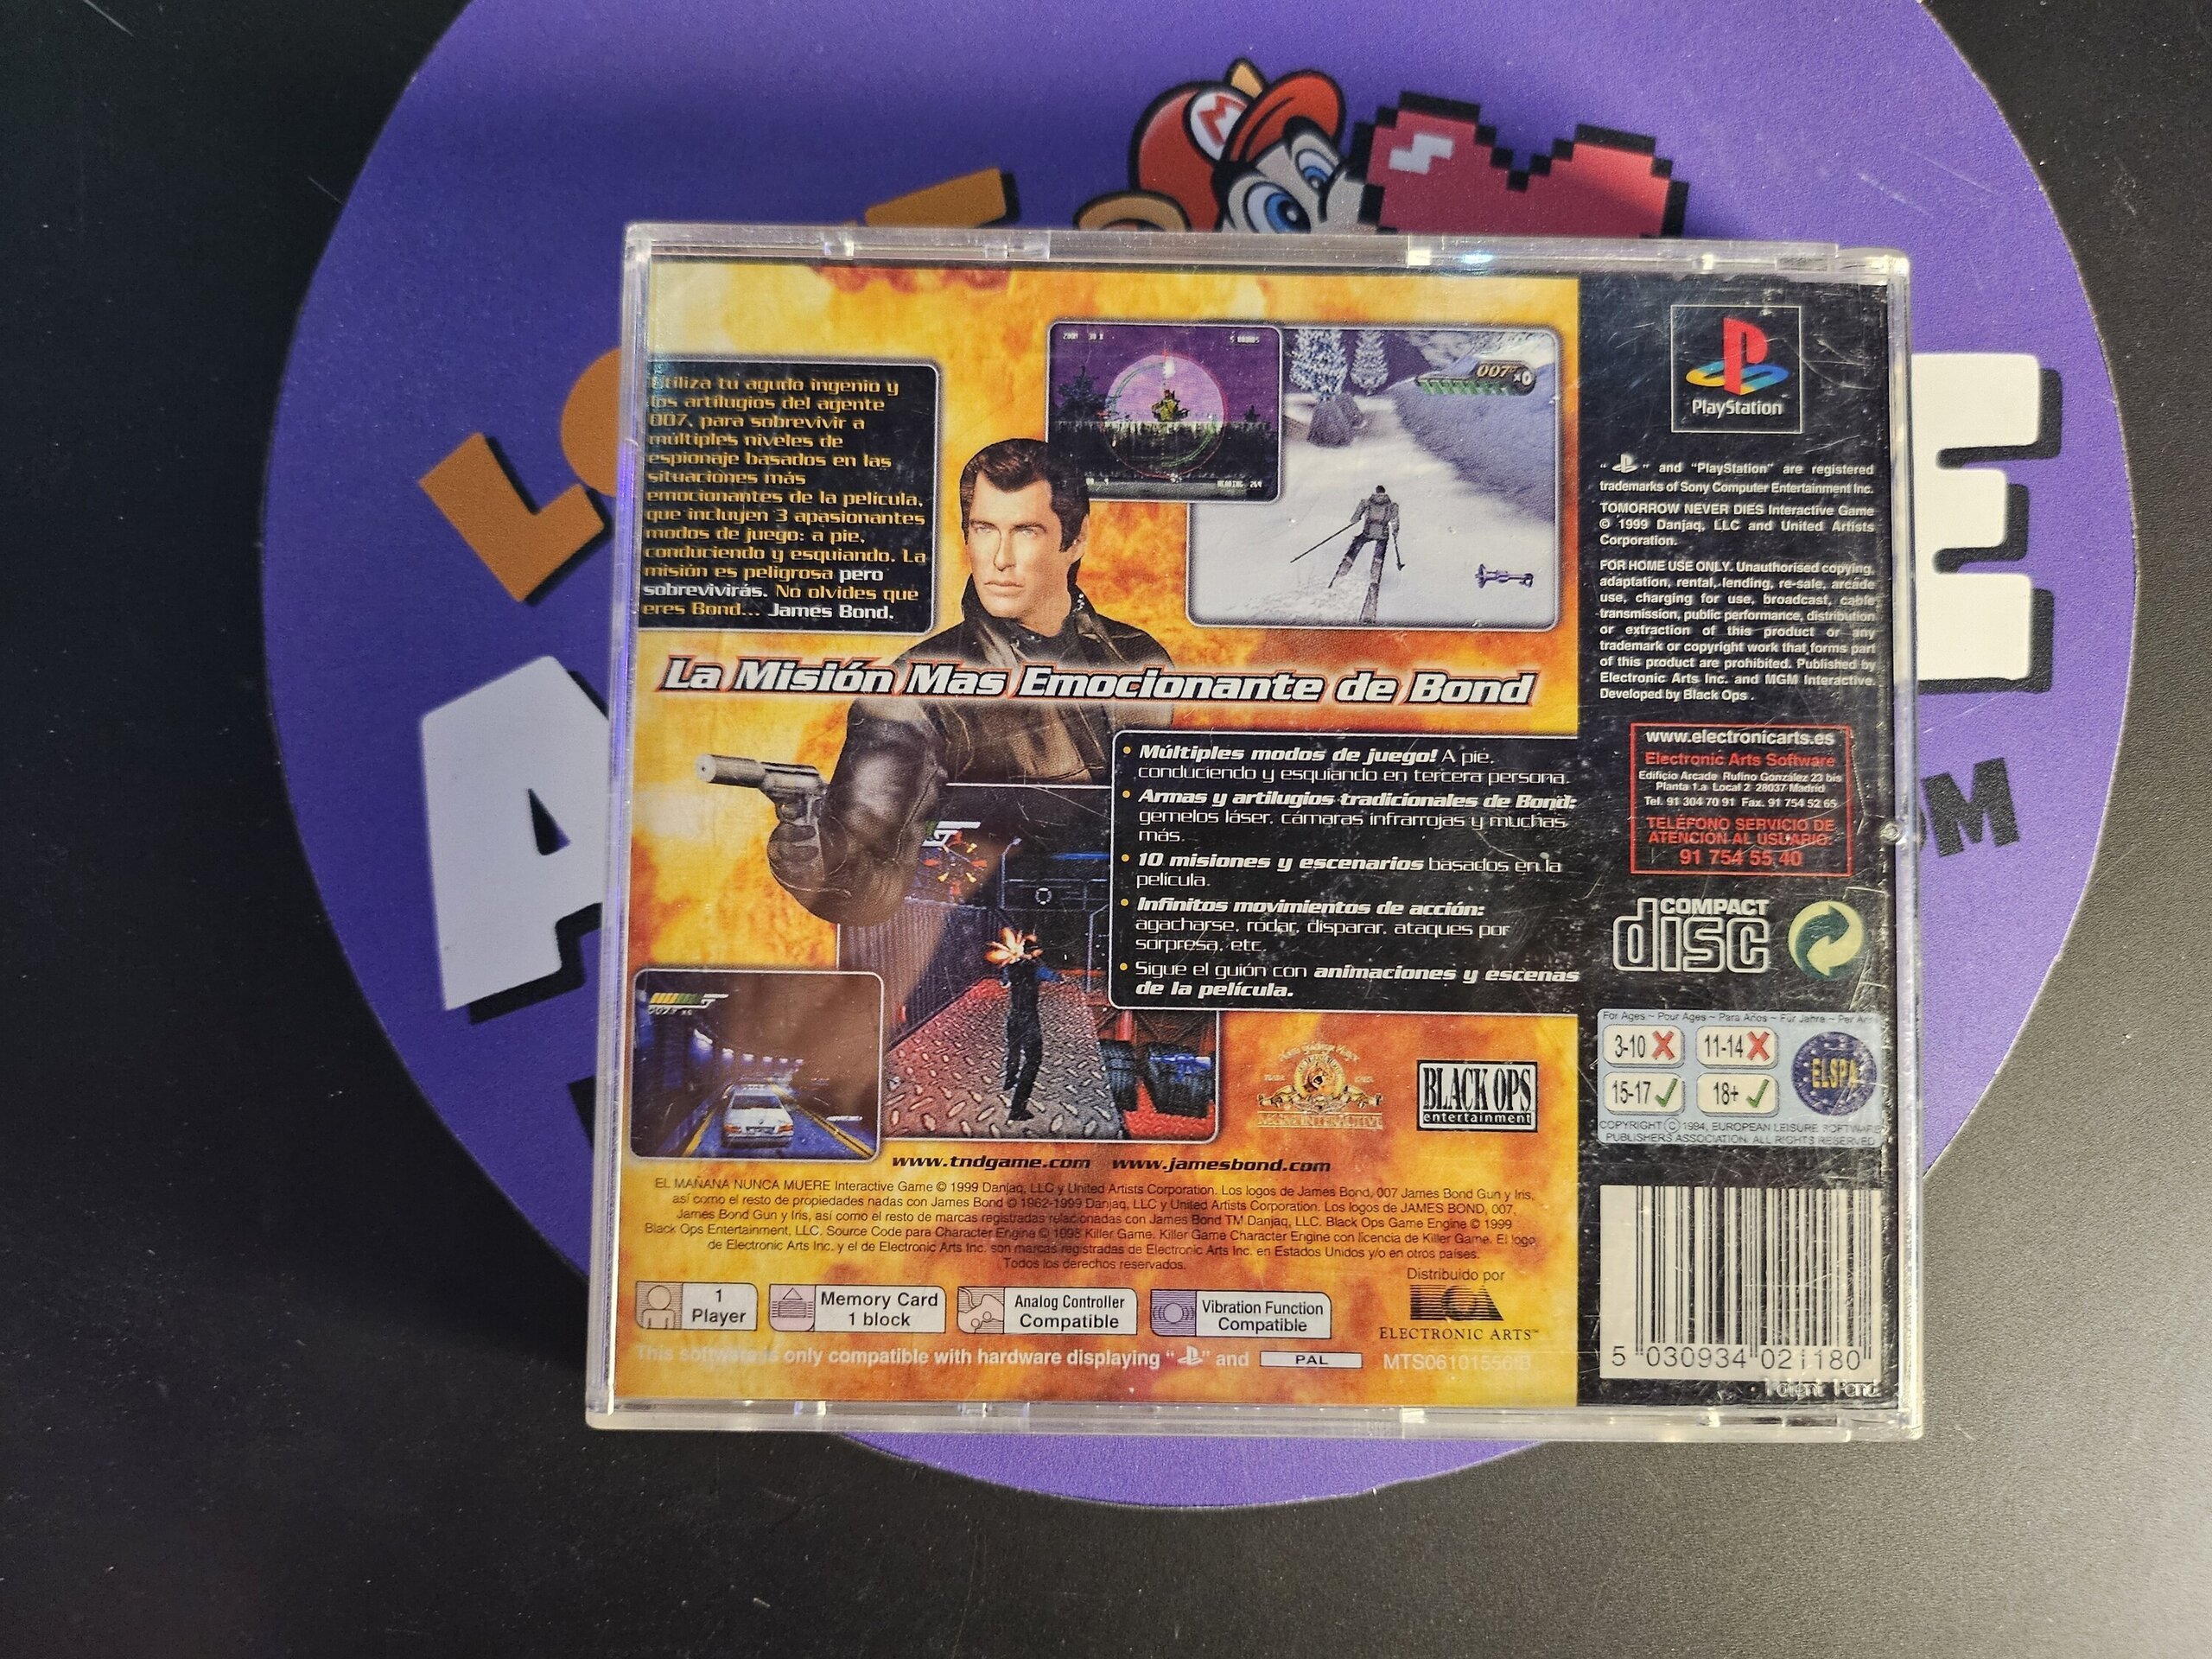 Utiliza tu agudo ingenio y
los artilugios del agente
007, para sobrevivir a
múltiples niveles de
espionaje basados en las
situaciones más
emocionantes de la película,
que incluyen 3 apasionantes
modos de juego: a pie,
conduciendo y esquiando. La
misión es peligrosa pero
sobrevivirás. No olvides que
eres Bond... James Bond.
007
x0
La Misión Mas Emocionante de Bond
• Múltiples modos de juego! A pie,
conduciendo y esquiando en tercera persona.
• Armas y artilugios tradicionales de Bond:
gemelos láser, cámaras infrarrojas y muchas
más.
• 10 misiones y escenarios basados en la
película.
• Infinitos movimientos de acción:
agacharse, rodar, disparar, ataques por
sorpresa, etc.
• Sigue el guión con animaciones y escenas
de la película.
MGM INTERACTIVE
BLACK OPS
entertainment
www.tndgame.com www.jamesbond.com
EL MAÑANA NUNCA MUERE Interactive Game © 1999 Danjaq, LLC y United Artists Corporation. Los logos de James Bond, 007 James Bond Gun y Iris,
así como el resto de propiedades nadas con James Bond © 1962-1999 Danjaq, LLC y United Artists Corporation. Los logos de JAMES BOND, 007,
James Bond Gun y Iris, así como el resto de marcas registradas relacionadas con James Bond TM Danjaq, LLC. Black Ops Game Engine © 1999
Black Ops Entertainment, LLC. Source Code para Character Engine © 1998 Killer Game. Killer Game Character Engine con licencia de Killer Game. El logo
de Electronic Arts Inc. y el de Electronic Arts Inc. son marcas registradas de Electronic Arts Inc. en Estados Unidos y/o en otros países.
Todos los derechos reservados.
1
Player
Memory Card
1 block
Analog Controller
Compatible
Vibration Function
Compatible
Distribuido por
ELECTRONIC ARTS™
This software is only compatible with hardware displaying " " and PAL
MTS06101556IB
PlayStation
" " and "PlayStation" are registered
trademarks of Sony Computer Entertainment Inc.
TOMORROW NEVER DIES Interactive Game
© 1999 Danjaq, LLC and United Artists
Corporation.
FOR HOME USE ONLY. Unauthorised copying,
adaptation, rental, lending, re-sale, arcade
use, charging for use, broadcast, cable
transmission, public performance, distribution
or extraction of this product or any
trademark or copyright work that forms part
of this product are prohibited. Published by
Electronic Arts Inc. and MGM Interactive.
Developed by Black Ops .
www.electronicarts.es
Electronic Arts Software
Edificio Arcade Rufino González 23 bis
Planta 1.a Local 2 28037 Madrid
Tel. 91 304 70 91 Fax. 91 754 52 65
TELÉFONO SERVICIO DE
ATENCION AL USUARIO:
91 754 55 40
COMPACT
disc
For Ages ~ Pour Ages ~ Para Años ~ Für Jahre ~ Per
3-10
11-14
15-17
18+
ELSPA
COPYRIGHT © 1994, EUROPEAN LEISURE SOFTWARE
PUBLISHERS ASSOCIATION. ALL RIGHTS RESERVED
5 030934 021180